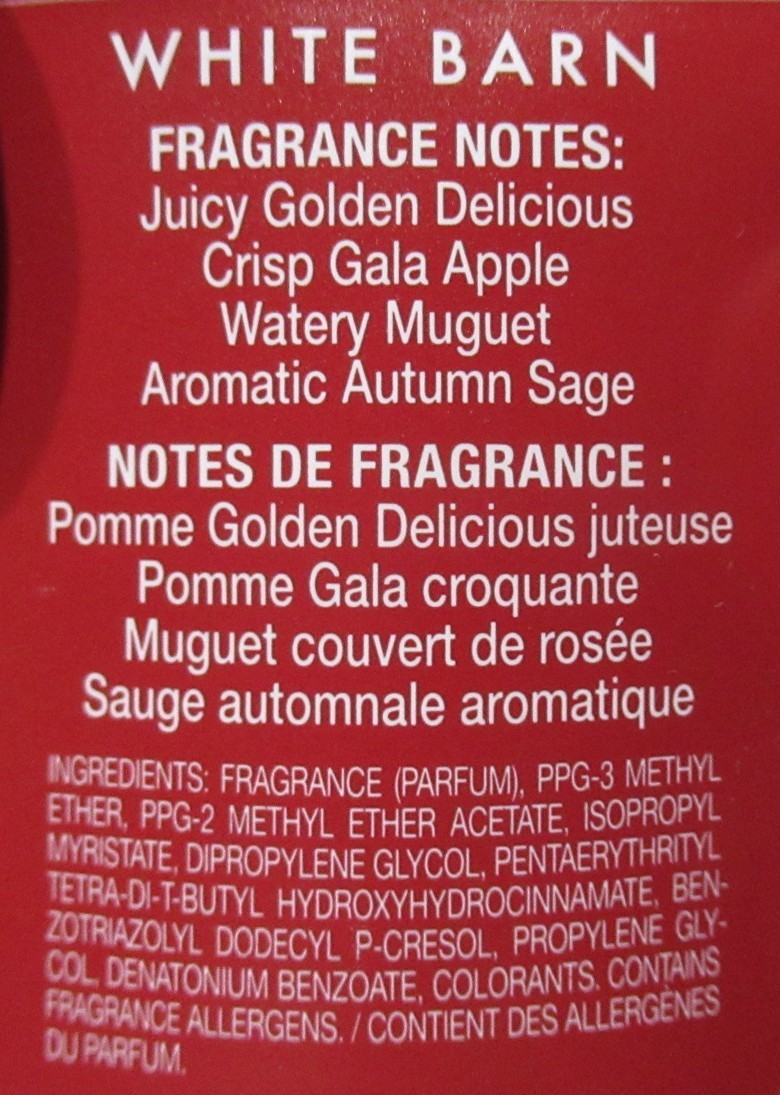 WHITE BARN
FRAGRANCE NOTES:
Juicy Golden Delicious
Crisp Gala Apple
Watery Muguet
Aromatic Autumn Sage
NOTES DE FRAGRANCE :
Pomme Golden Delicious juteuse
Pomme Gala croquante
Muguet couvert de rosée
Sauge automnale aromatique
INGREDIENTS: FRAGRANCE (PARFUM), PPG-3 METHYL
ETHER, PPG-2 METHYL ETHER ACETATE, ISOPROPYL
MYRISTATE, DIPROPYLENE GLYCOL, PENTAERYTHRITYL
TETRA-DI-T-BUTYL HYDROXYHYDROCINNAMATE, BEN-
ZOTRIAZOLYL DODECYL P-CRESOL, PROPYLENE GLY-
COL, DENATONIUM BENZOATE, COLORANTS. CONTAINS
FRAGRANCE ALLERGENS. / CONTIENT DES ALLERGÈNES
DU PARFUM.